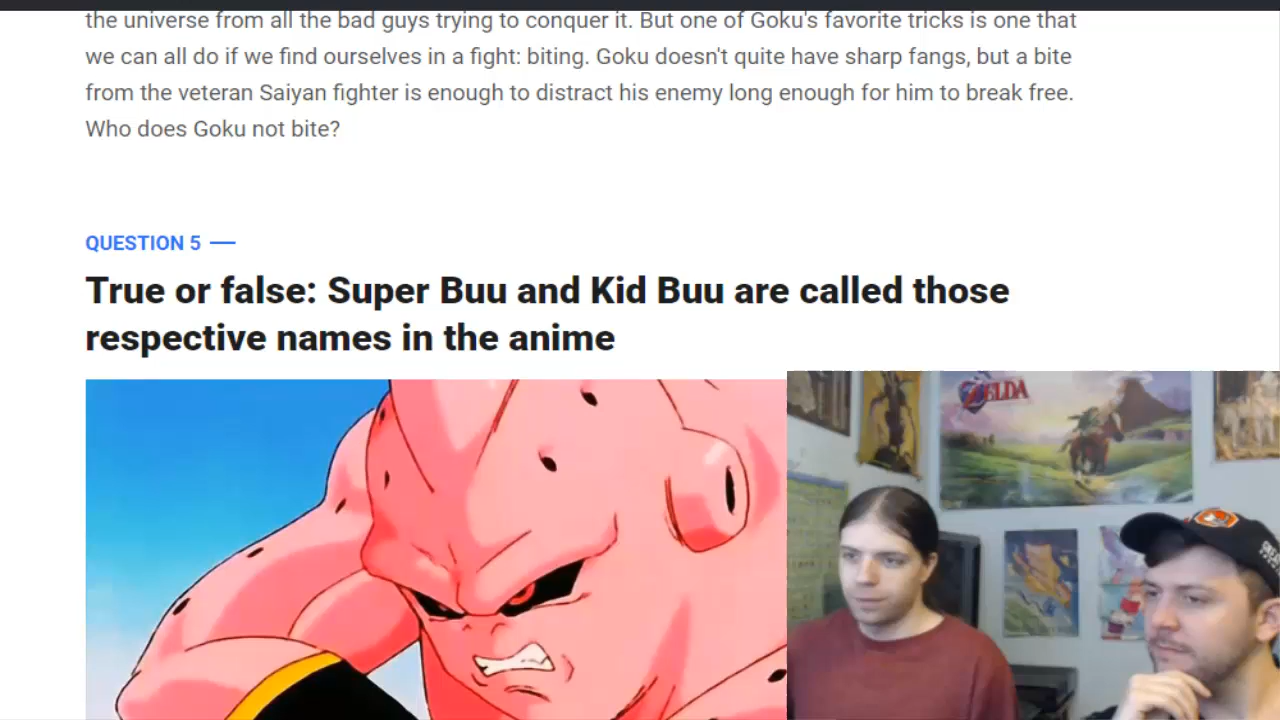 the universe from all the bad guys trying to conquer it. But one of Goku's favorite tricks is one that
we can all do if we find ourselves in a fight: biting. Goku doesn't quite have sharp fangs, but a bite
from the veteran Saiyan fighter is enough to distract his enemy long enough for him to break free.
Who does Goku not bite?
QUESTION 5
True or false: Super Buu and Kid Buu are called those
respective names in the anime
ZELDA